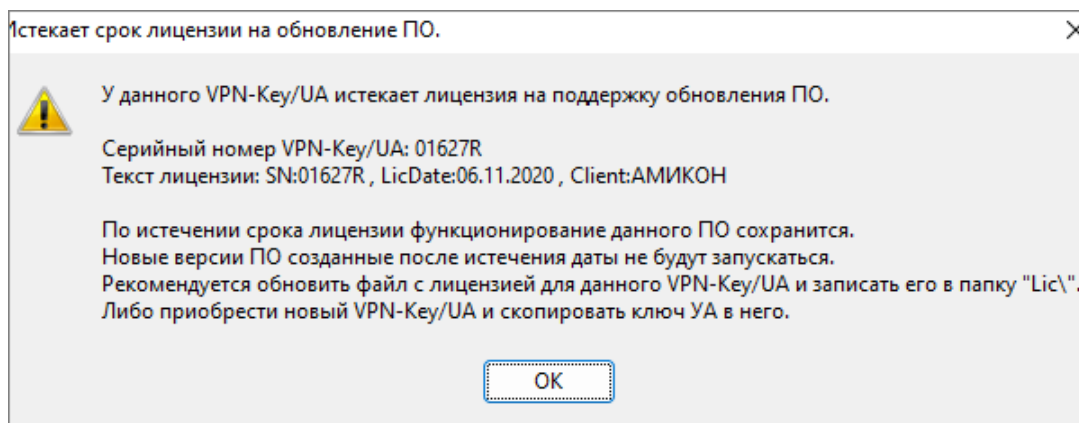 Истекает срок лицензии на обновление ПО.
У данного VPN-Key/UA истекает лицензия на поддержку обновления ПО.
Серийный номер VPN-Key/UA: 01627R
Текст лицензии: SN:01627R , LicDate:06.11.2020 , Client:АМИКОН
По истечении срока лицензии функционирование данного ПО сохранится.
Новые версии ПО созданные после истечения даты не будут запускаться.
Рекомендуется обновить файл с лицензией для данного VPN-Key/UA и записать его в папку "Lic\".
Либо приобрести новый VPN-Key/UA и скопировать ключ УА в него.
ОК